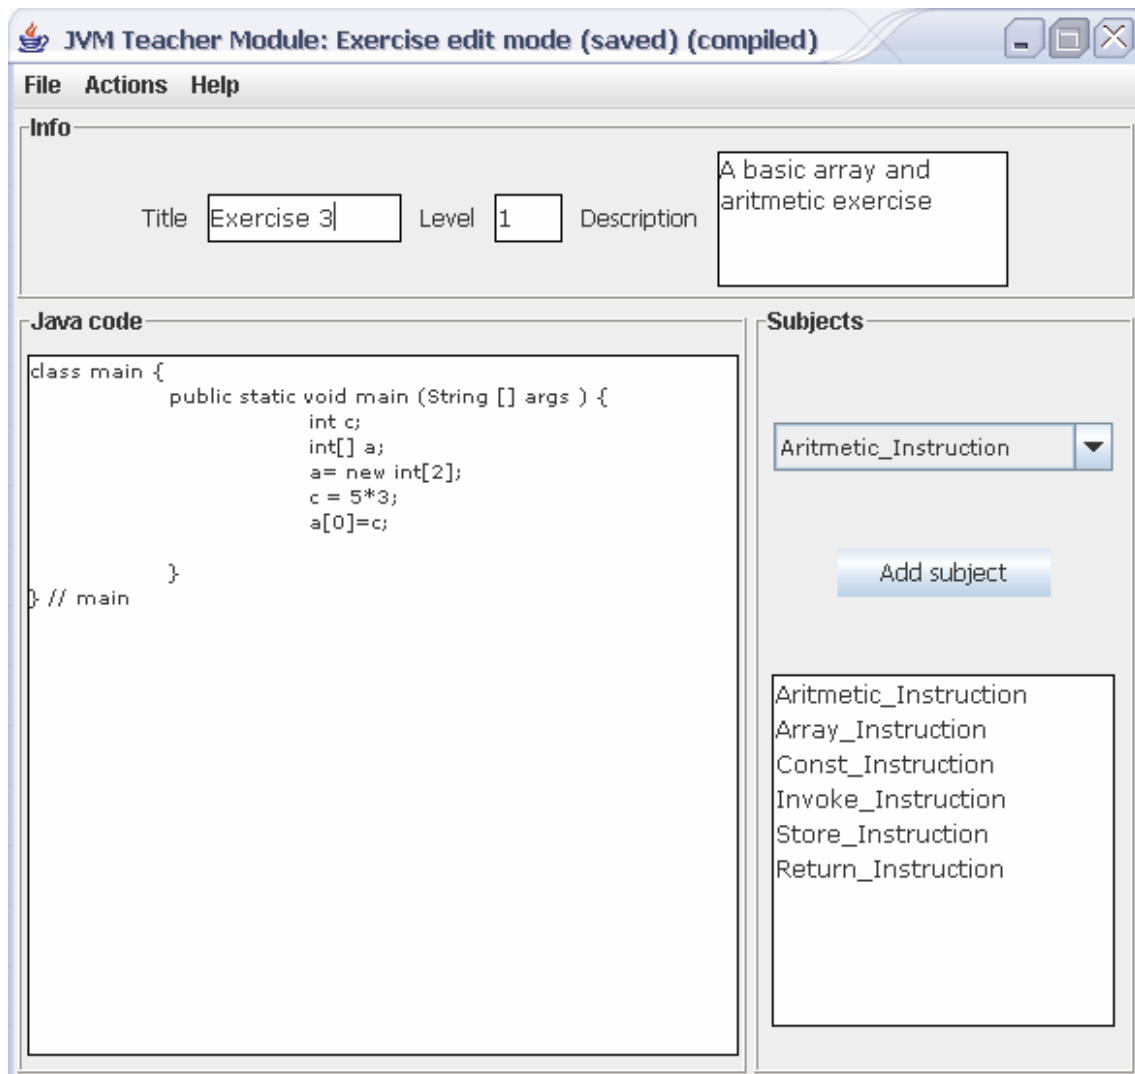 JVM Teacher Module: Exercise edit mode (saved) (compiled)
File Actions Help
Info
Title Exercise 3 Level 1 Description A basic array and
aritmetic exercise
Java code
class main {
public static void main (String [] args ) {
int c;
int[] a;
a= new int[2];
c = 5*3;
a[0]=c;
}
} // main
Subjects
Aritmetic_Instruction
Add subject
Aritmetic_Instruction
Array_Instruction
Const_Instruction
Invoke_Instruction
Store_Instruction
Return_Instruction